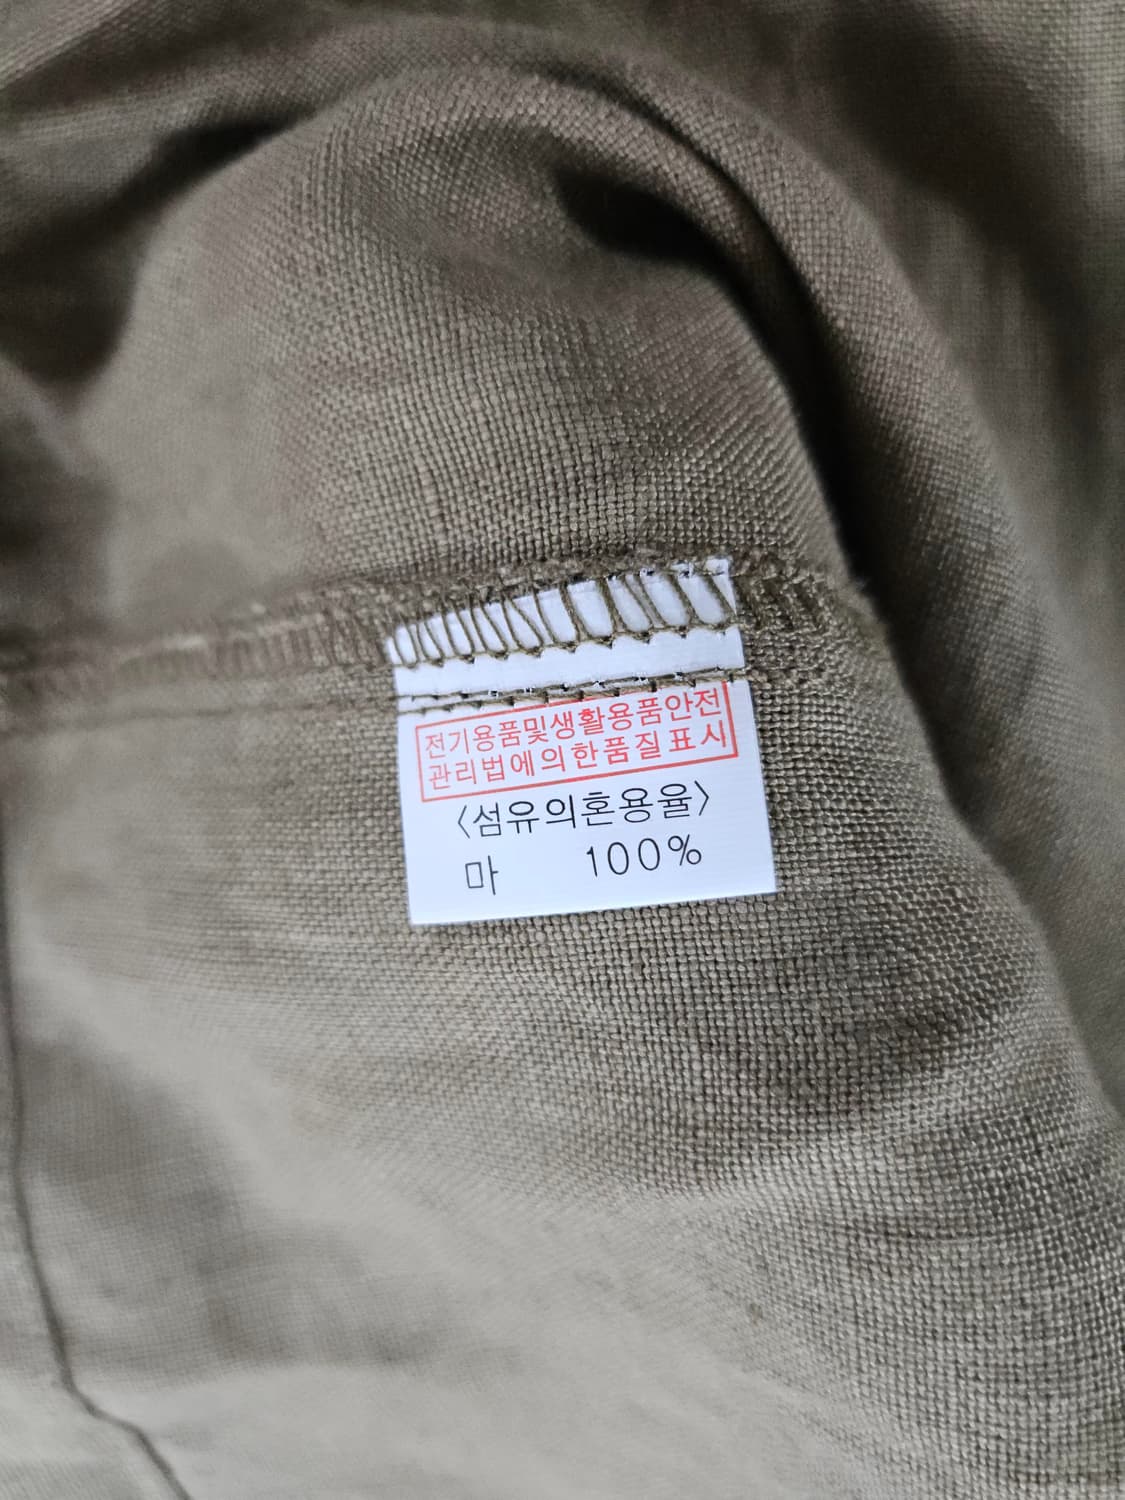 전기용품및생활용품안전
관리법에의한품질표시
〈섬유의혼용율〉
마 100%